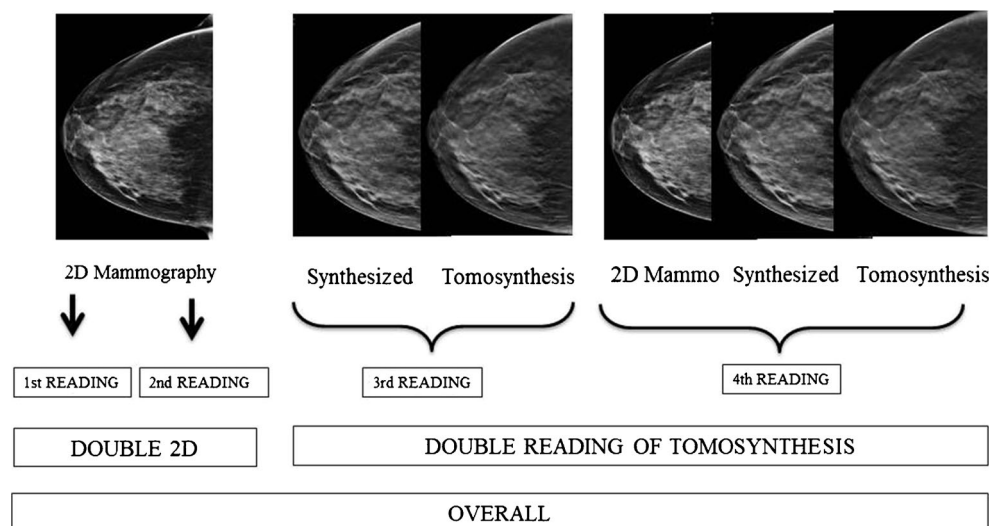 2D Mammography
Synthesized Tomosynthesis
2D Mammo Synthesized Tomosynthesis
1st READING
2nd READING
3rd READING
4th READING
DOUBLE 2D
DOUBLE READING OF TOMOSYNTHESIS
OVERALL